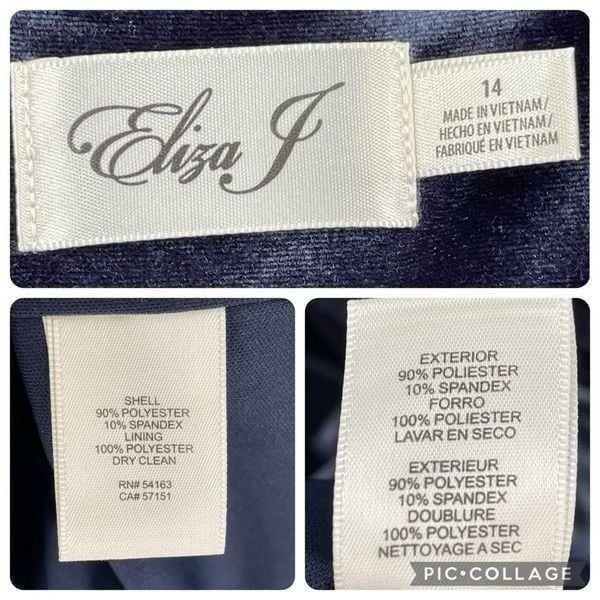 Eliza J
14
MADE IN VIETNAM/
HECHO EN VIETNAM/
FABRIQUÉ EN VIETNAM
SHELL
90% POLYESTER
10% SPANDEX
LINING
100% POLYESTER
DRY CLEAN
RN# 54163
CA# 57151
EXTERIOR
90% POLIESTER
10% SPANDEX
FORRO
100% POLIESTER
LAVAR EN SECO
EXTERIEUR
90% POLYESTER
10% SPANDEX
DOUBLURE
100% POLYESTER
NETTOYAGE A SEC
PIC•COLLAGE